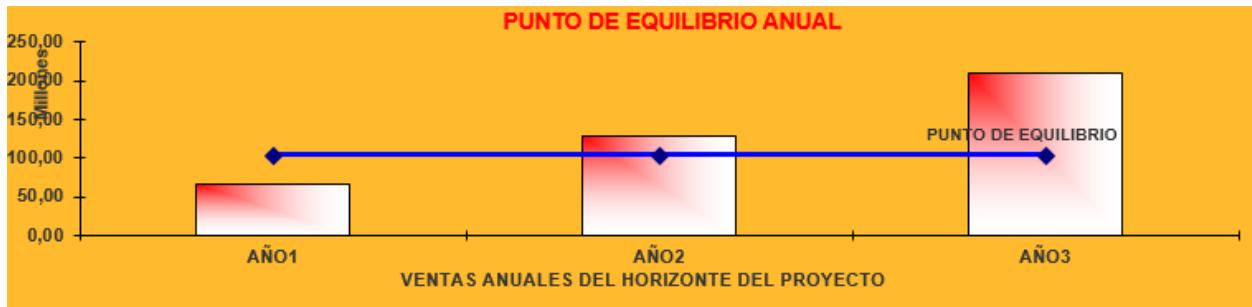 PUNTO DE EQUILIBRIO ANUAL
250,00
200,00
150,00
100,00
50,00
0,00
Millones
PUNTO DE EQUILIBRIO
AÑO1 AÑO2 AÑO3
VENTAS ANUALES DEL HORIZONTE DEL PROYECTO